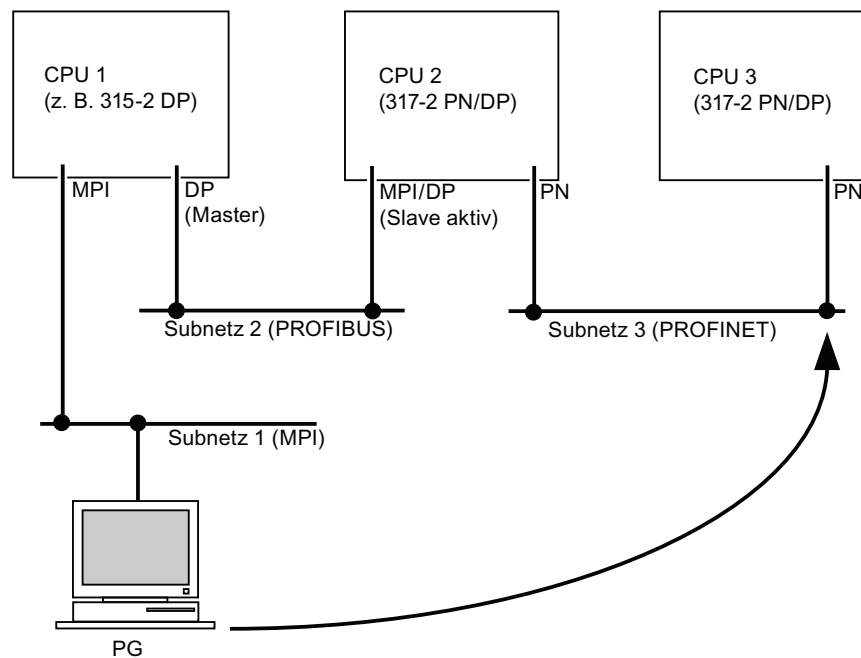 CPU 1
(z. B. 315-2 DP)
CPU 2
(317-2 PN/DP)
CPU 3
(317-2 PN/DP)
MPI
DP
(Master)
MPI/DP
(Slave aktiv)
PN
PN
Subnetz 2 (PROFIBUS)
Subnetz 3 (PROFINET)
Subnetz 1 (MPI)
PG